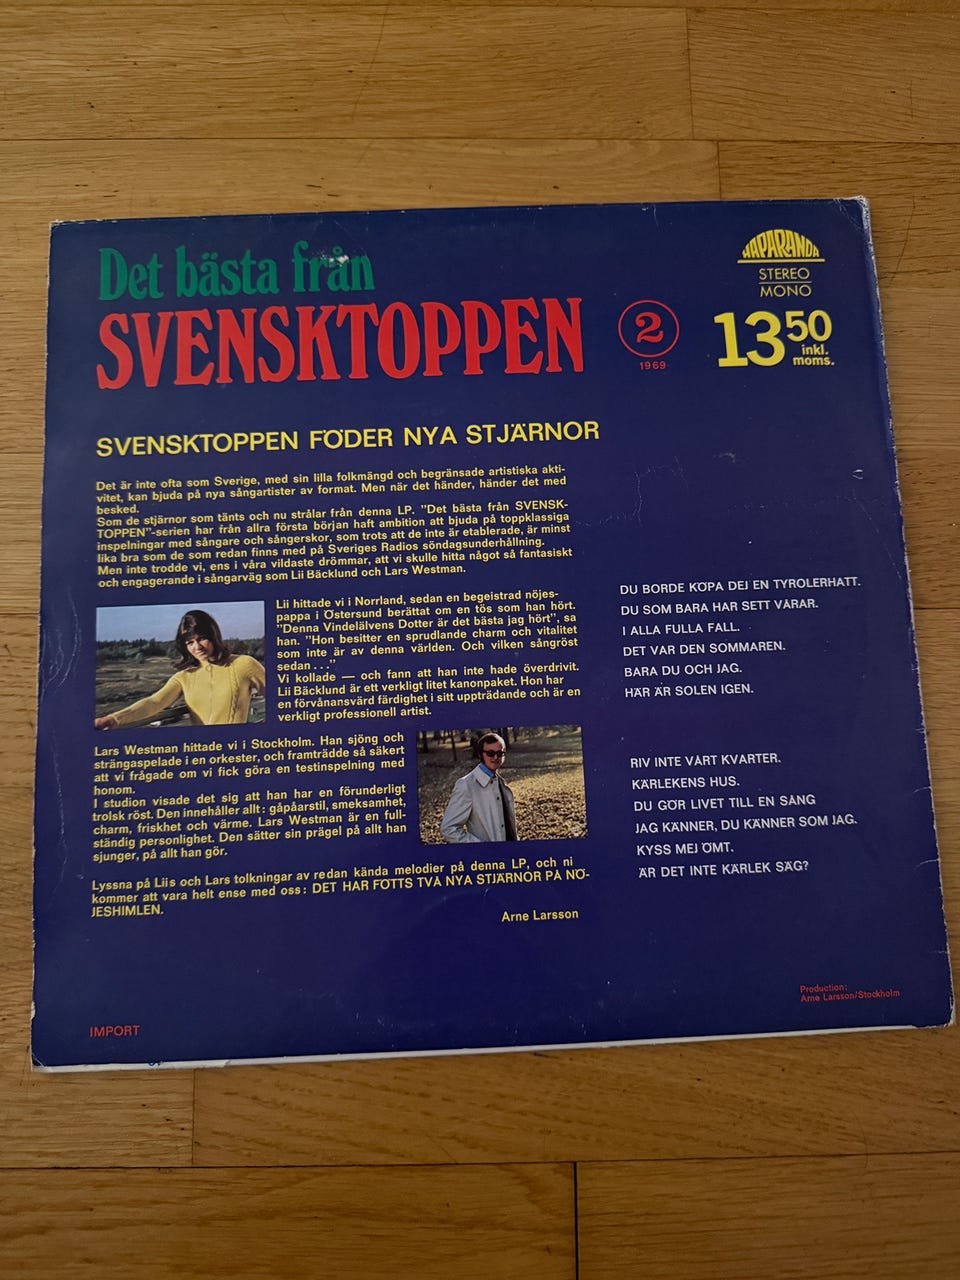 Det bästa från
SVENSKTOPPEN
2
1969
HAPARANDA
STEREO
MONO
13 50
inkl.
moms.
SVENSKTOPPEN FÖDER NYA STJÄRNOR
Det är inte ofta som Sverige, med sin lilla folkmängd och begränsade artistiska akti-
vitet, kan bjuda på nya sångartister av format. Men när det händer, händer det med
besked.
Som de stjärnor som tänts och nu strålar från denna LP. "Det bästa från SVENSK-
TOPPEN"-serien har från allra första början haft ambition att bjuda på toppklassiga
inspelningar med sångare och sångerskor, som trots att de inte är etablerade, är minst
lika bra som de som redan finns med på Sveriges Radios söndagsunderhållning.
Men inte trodde vi, ens i våra vildaste drömmar, att vi skulle hitta något så fantasiskt
och engagerande i sångarväg som Lii Bäcklund och Lars Westman.
Lii hittade vi i Norrland, sedan en begeistrad nöjes-
pappa i Östersund berättat om en tös som han hört.
"Denna Vindelälvens Dotter är det bästa jag hört", sa
han. "Hon besitter en sprudlande charm och vitalitet
som inte är av denna världen. Och vilken sångröst
sedan . . ."
Vi kollade — och fann att han inte hade överdrivit.
Lii Bäcklund är ett verkligt litet kanonpaket. Hon har
en förvånansvärd färdighet i sitt uppträdande och är en
verkligt professionell artist.
Lars Westman hittade vi i Stockholm. Han sjöng och
strängaspelade i en orkester, och framträdde så säkert
att vi frågade om vi fick göra en testinspelning med
honom.
I studion visade det sig att han har en förunderligt
trolsk röst. Den innehåller allt: gåpåarstil, smeksamhet,
charm, friskhet och värme. Lars Westman är en full-
ständig personlighet. Den sätter sin prägel på allt han
sjunger, på allt han gör.
Lyssna på Liis och Lars tolkningar av redan kända melodier på denna LP, och ni
kommer att vara helt ense med oss: DET HAR FÖTTS TVÅ NYA STJÄRNOR PÅ NÖ-
JESHIMLEN.
Arne Larsson
DU BORDE KÖPA DEJ EN TYROLERHATT.
DU SOM BARA HAR SETT VÅRAR.
I ALLA FULLA FALL.
DET VAR DEN SOMMAREN.
BARA DU OCH JAG.
HÄR ÄR SOLEN IGEN.
RIV INTE VÅRT KVARTER.
KÄRLEKENS HUS.
DU GÖR LIVET TILL EN SÅNG
JAG KÄNNER, DU KÄNNER SOM JAG.
KYSS MEJ ÖMT.
ÄR DET INTE KÄRLEK SÄG?
Production:
Arne Larsson/Stockholm
IMPORT